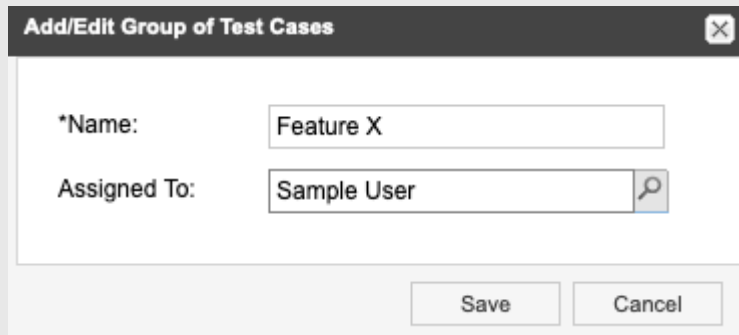 Add/Edit Group of Test Cases
*Name: Feature X
Assigned To: Sample User
Save Cancel